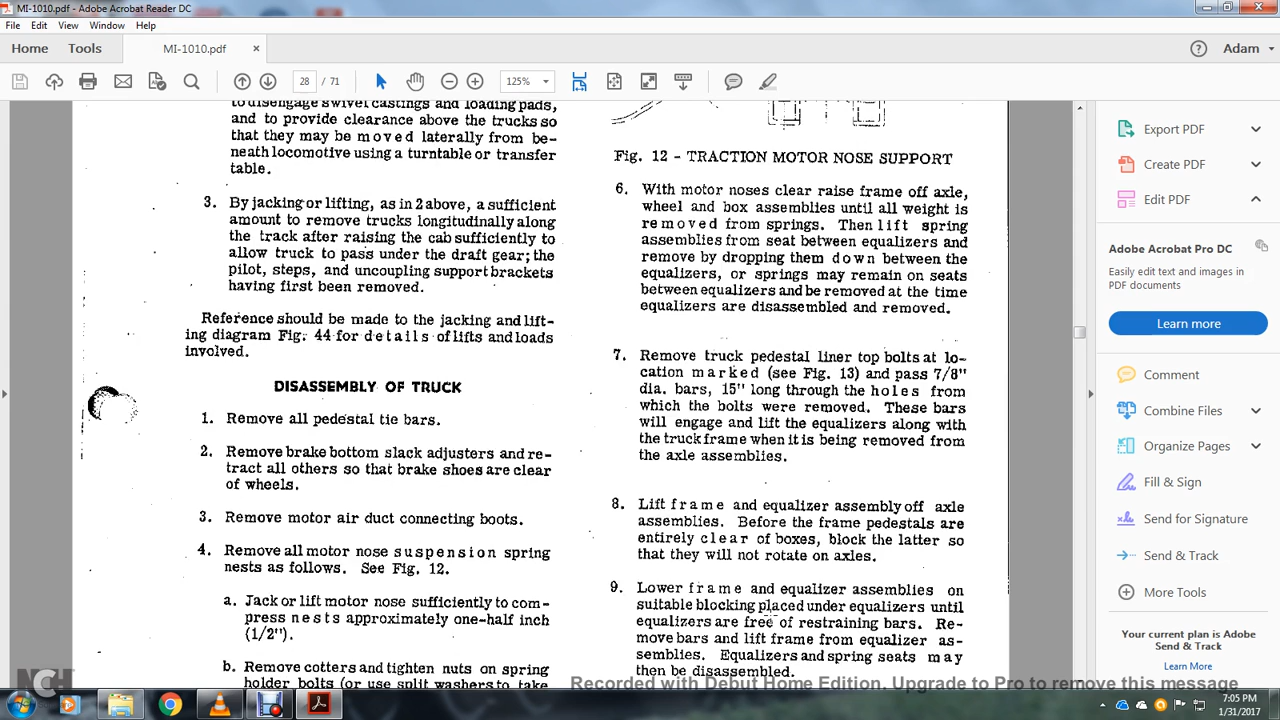 MI-1010.pdf - Adobe Acrobat Reader DC
File Edit View Window Help
Home Tools MI-1010.pdf × Adam
28 / 71 125%
to disengage swivel castings and loading pads,
and to provide clearance above the trucks so
that they may be moved laterally from be-
neath locomotive using a turntable or transfer
table.
3. By jacking or lifting, as in 2 above, a sufficient
amount to remove trucks longitudinally along
the track after raising the cab sufficiently to
allow truck to pass under the draft gear; the
pilot, steps, and uncoupling support brackets
having first been removed.
Reference should be made to the jacking and lift-
ing diagram Fig. 44 for details of lifts and loads
involved.
DISASSEMBLY OF TRUCK
1. Remove all pedestal tie bars.
2. Remove brake bottom slack adjusters and re-
tract all others so that brake shoes are clear
of wheels.
3. Remove motor air duct connecting boots.
4. Remove all motor nose suspension spring
nests as follows. See Fig. 12.
a. Jack or lift motor nose sufficiently to com-
press nests approximately one-half inch
(1/2").
b. Remove cotters and tighten nuts on spring
holder bolts (or use split washers to take
Fig. 12 - TRACTION MOTOR NOSE SUPPORT
6. With motor noses clear raise frame off axle,
wheel and box assemblies until all weight is
removed from springs. Then lift spring
assemblies from seat between equalizers and
remove by dropping them down between the
equalizers, or springs may remain on seats
between equalizers and be removed at the time
equalizers are disassembled and removed.
7. Remove truck pedestal liner top bolts at lo-
cation marked (see Fig. 13) and pass 7/8"
dia. bars, 15" long through the holes from
which the bolts were removed. These bars
will engage and lift the equalizers along with
the truck frame when it is being removed from
the axle assemblies.
8. Lift frame and equalizer assembly off axle
assemblies. Before the frame pedestals are
entirely clear of boxes, block the latter so
that they will not rotate on axles.
9. Lower frame and equalizer assemblies on
suitable blocking placed under equalizers until
equalizers are free of restraining bars. Re-
move bars and lift frame from equalizer as-
semblies. Equalizers and spring seats may
then be disassembled.
Export PDF
Create PDF
Edit PDF
Adobe Acrobat Pro DC
Easily edit text and images in
PDF documents
Learn more
Comment
Combine Files
Organize Pages
Fill & Sign
Send for Signature
Send & Track
More Tools
Your current plan is Adobe
Send & Track
Learn More
NCH
Recorded with Debut Home Edition. Upgrade to Pro to remove this message
7:05 PM
1/31/2017